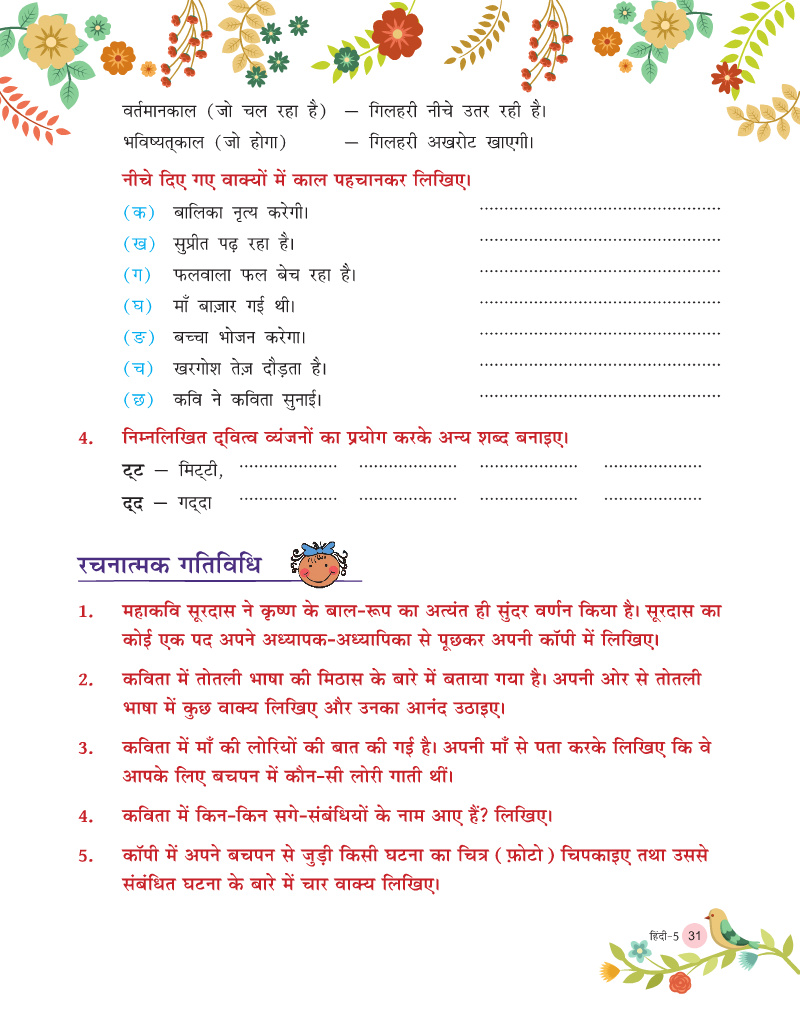 वर्तमानकाल (जो चल रहा है) – गिलहरी नीचे उतर रही है।
भविष्यत्काल (जो होगा) – गिलहरी अखरोट खाएगी।
नीचे दिए गए वाक्यों में काल पहचानकर लिखिए।
(क) बालिका नृत्य करेगी। ................................................
(ख) सुप्रीत पढ़ रहा है। ................................................
(ग) फलवाला फल बेच रहा है। ................................................
(घ) माँ बाज़ार गई थी। ................................................
(ङ) बच्चा भोजन करेगा। ................................................
(च) खरगोश तेज़ दौड़ता है। ................................................
(छ) कवि ने कविता सुनाई। ................................................
4. निम्नलिखित द्‌वित्व व्यंजनों का प्रयोग करके अन्य शब्द बनाइए।
ट्‌ट – मिट्‌टी, .................... .................... .................... ....................
द्‌द – गद्‌दा .................... .................... .................... ....................
रचनात्मक गतिविधि
1. महाकवि सूरदास ने कृष्ण के बाल-रूप का अत्यंत ही सुंदर वर्णन किया है। सूरदास का
कोई एक पद अपने अध्यापक-अध्यापिका से पूछकर अपनी कॉपी में लिखिए।
2. कविता में तोतली भाषा की मिठास के बारे में बताया गया है। अपनी ओर से तोतली
भाषा में कुछ वाक्य लिखिए और उनका आनंद उठाइए।
3. कविता में माँ की लोरियों की बात की गई है। अपनी माँ से पता करके लिखिए कि वे
आपके लिए बचपन में कौन-सी लोरी गाती थीं।
4. कविता में किन-किन सगे-संबंधियों के नाम आए हैं? लिखिए।
5. कॉपी में अपने बचपन से जुड़ी किसी घटना का चित्र (फ़ोटो) चिपकाइए तथा उससे
संबंधित घटना के बारे में चार वाक्य लिखिए।
हिंदी-5 31